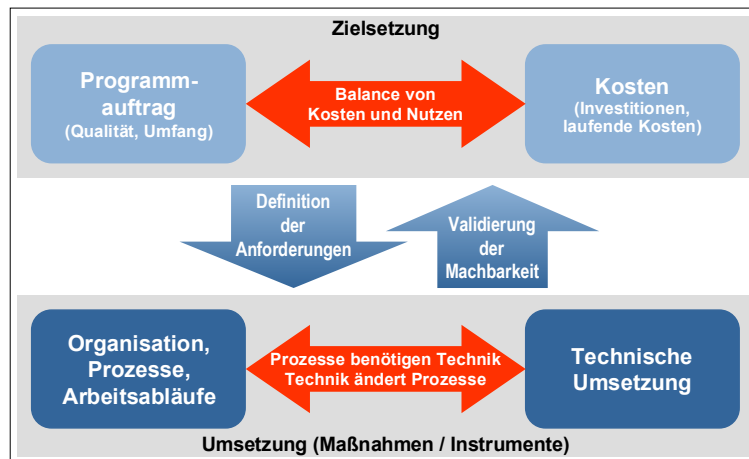 Zielsetzung
Programm-
auftrag
(Qualität, Umfang)
Balance von
Kosten und Nutzen
Kosten
(Investitionen,
laufende Kosten)
Definition
der
Anforderungen
Validierung
der
Machbarkeit
Organisation,
Prozesse,
Arbeitsabläufe
Prozesse benötigen Technik
Technik ändert Prozesse
Technische
Umsetzung
Umsetzung (Maßnahmen / Instrumente)